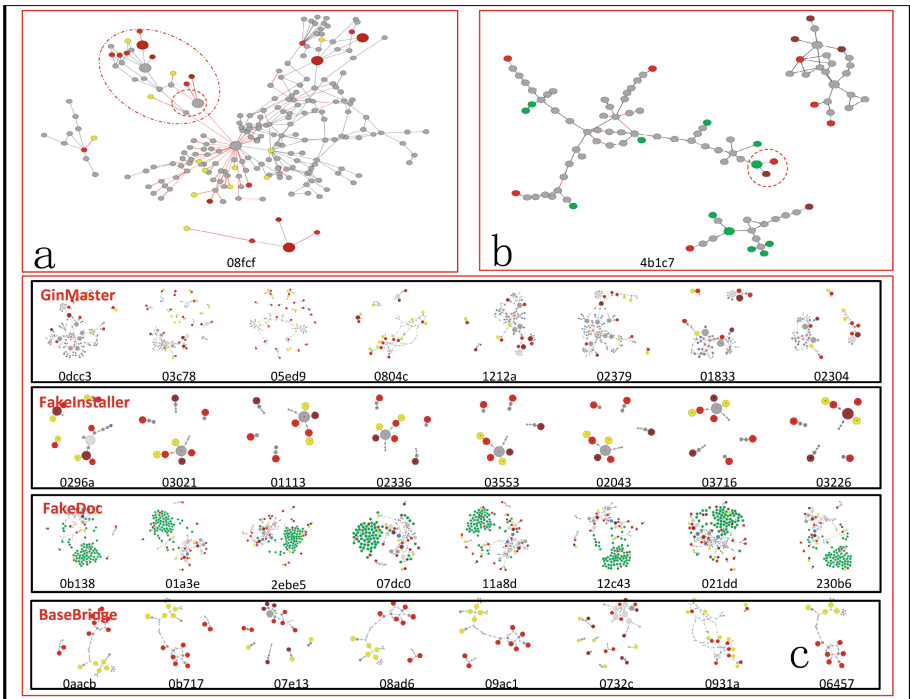 a
08fcf
b
4b1c7
GinMaster
0dcc3 03c78 05ed9 0804c 1212a 02379 01833 02304
FakeInstaller
0296a 03021 01113 02336 03553 02043 03716 03226
FakeDoc
0b138 01a3e 2ebe5 07dc0 11a8d 12c43 021dd 230b6
BaseBridge
c
0aacb 0b717 07e13 08ad6 09ac1 0732c 0931a 06457